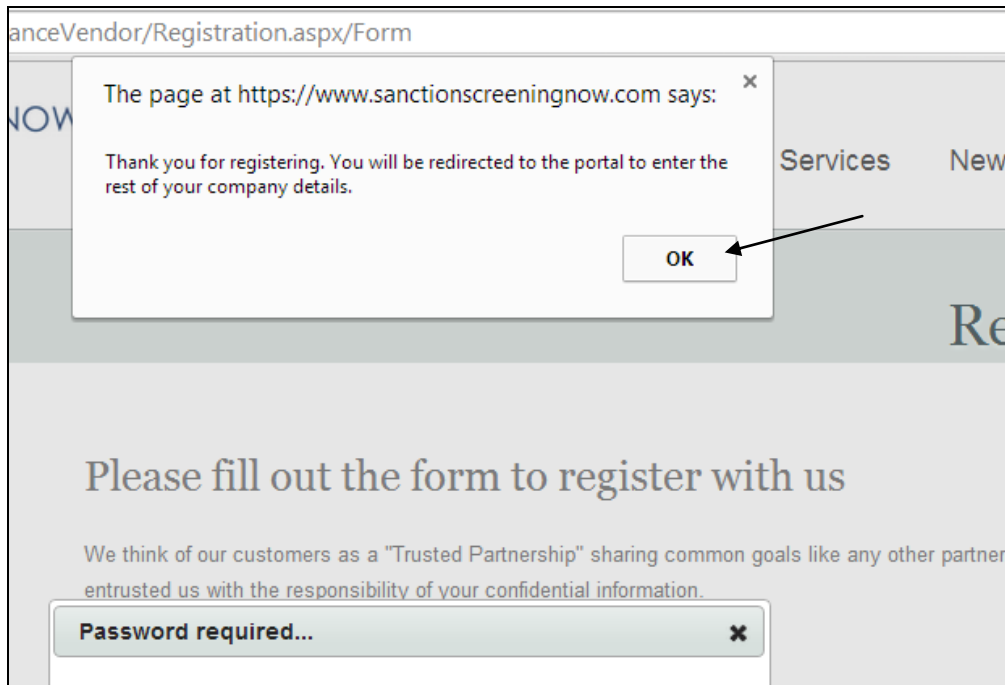 anceVendor/Registration.aspx/Form
The page at https://www.sanctionscreeningnow.com says:
Thank you for registering. You will be redirected to the portal to enter the
rest of your company details.
OK
NOW
Services
New
Re
Please fill out the form to register with us
We think of our customers as a "Trusted Partnership" sharing common goals like any other partner
entrusted us with the responsibility of your confidential information.
Password required...